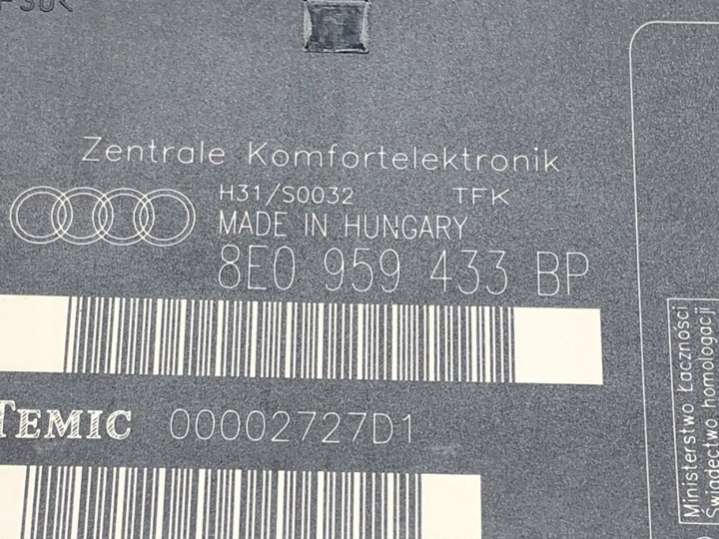 Zentrale Komfortelektronik
H31/S0032 TFK
MADE IN HUNGARY
8E0 959 433 BP
TEMIC 00002727D1
Ministerstwo Łączności
Świadectwo homologacji